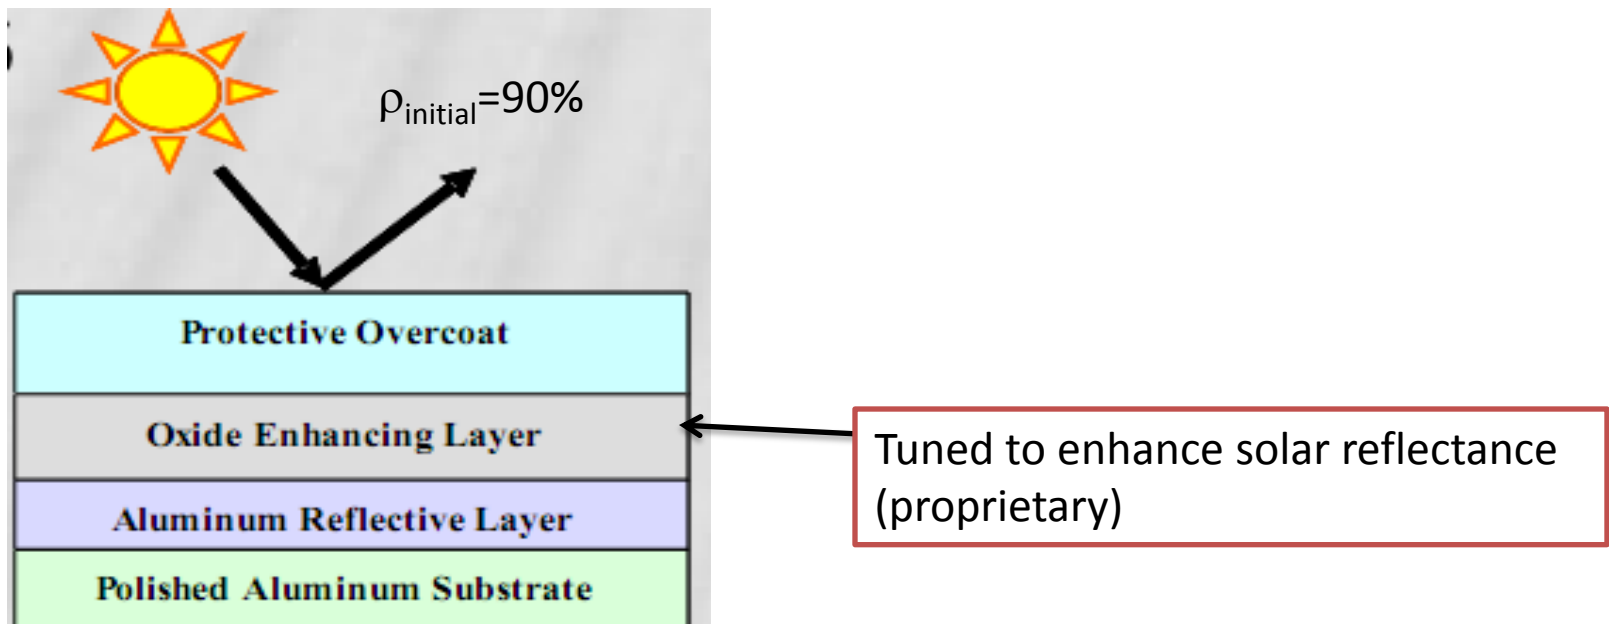 ρinitial=90%
Protective Overcoat
Oxide Enhancing Layer
Tuned to enhance solar reflectance
(proprietary)
Aluminum Reflective Layer
Polished Aluminum Substrate